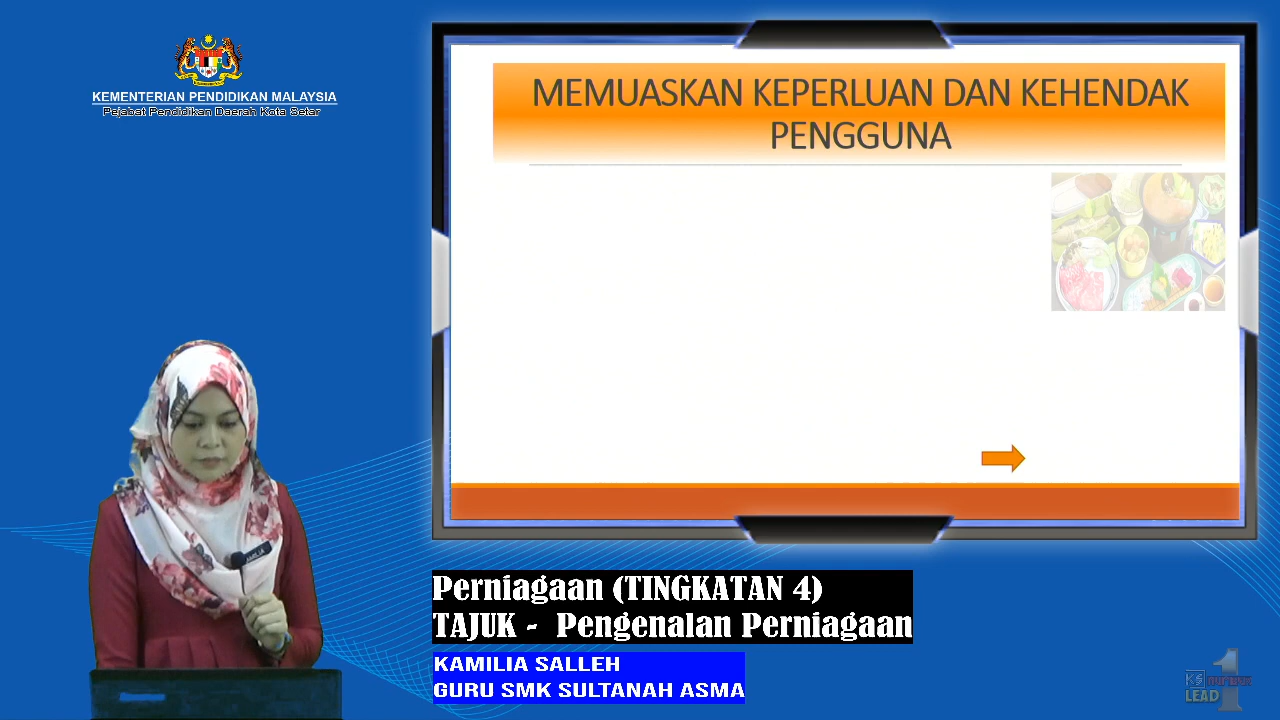 KEMENTERIAN PENDIDIKAN MALAYSIA
Pejabat Pendidikan Daerah Kota Setar
MEMUASKAN KEPERLUAN DAN KEHENDAK
PENGGUNA
Perniagaan (TINGKATAN 4)
TAJUK - Pengenalan Perniagaan
KAMILIA SALLEH
GURU SMK SULTANAH ASMA
1
LEAD